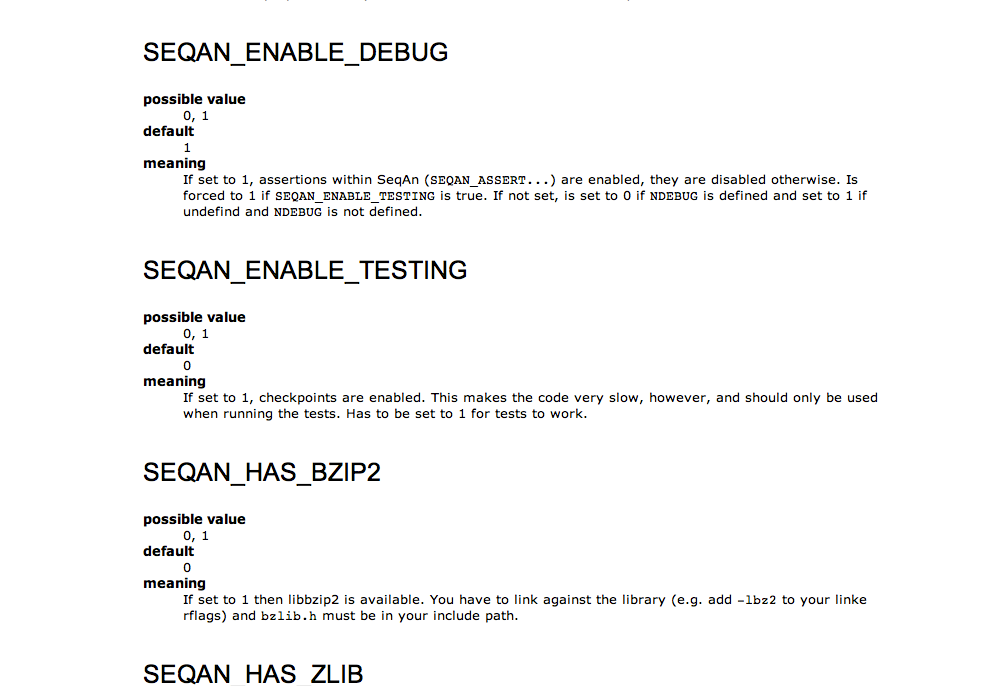 SEQAN_ENABLE_DEBUG
possible value
0, 1
default
1
meaning
If set to 1, assertions within SeqAn (SEQAN_ASSERT...) are enabled, they are disabled otherwise. Is
forced to 1 if SEQAN_ENABLE_TESTING is true. If not set, is set to 0 if NDEBUG is defined and set to 1 if
undefind and NDEBUG is not defined.
SEQAN_ENABLE_TESTING
possible value
0, 1
default
0
meaning
If set to 1, checkpoints are enabled. This makes the code very slow, however, and should only be used
when running the tests. Has to be set to 1 for tests to work.
SEQAN_HAS_BZIP2
possible value
0, 1
default
0
meaning
If set to 1 then libbzip2 is available. You have to link against the library (e.g. add -lbz2 to your linke
rflags) and bzlib.h must be in your include path.
SEQAN_HAS_ZLIB